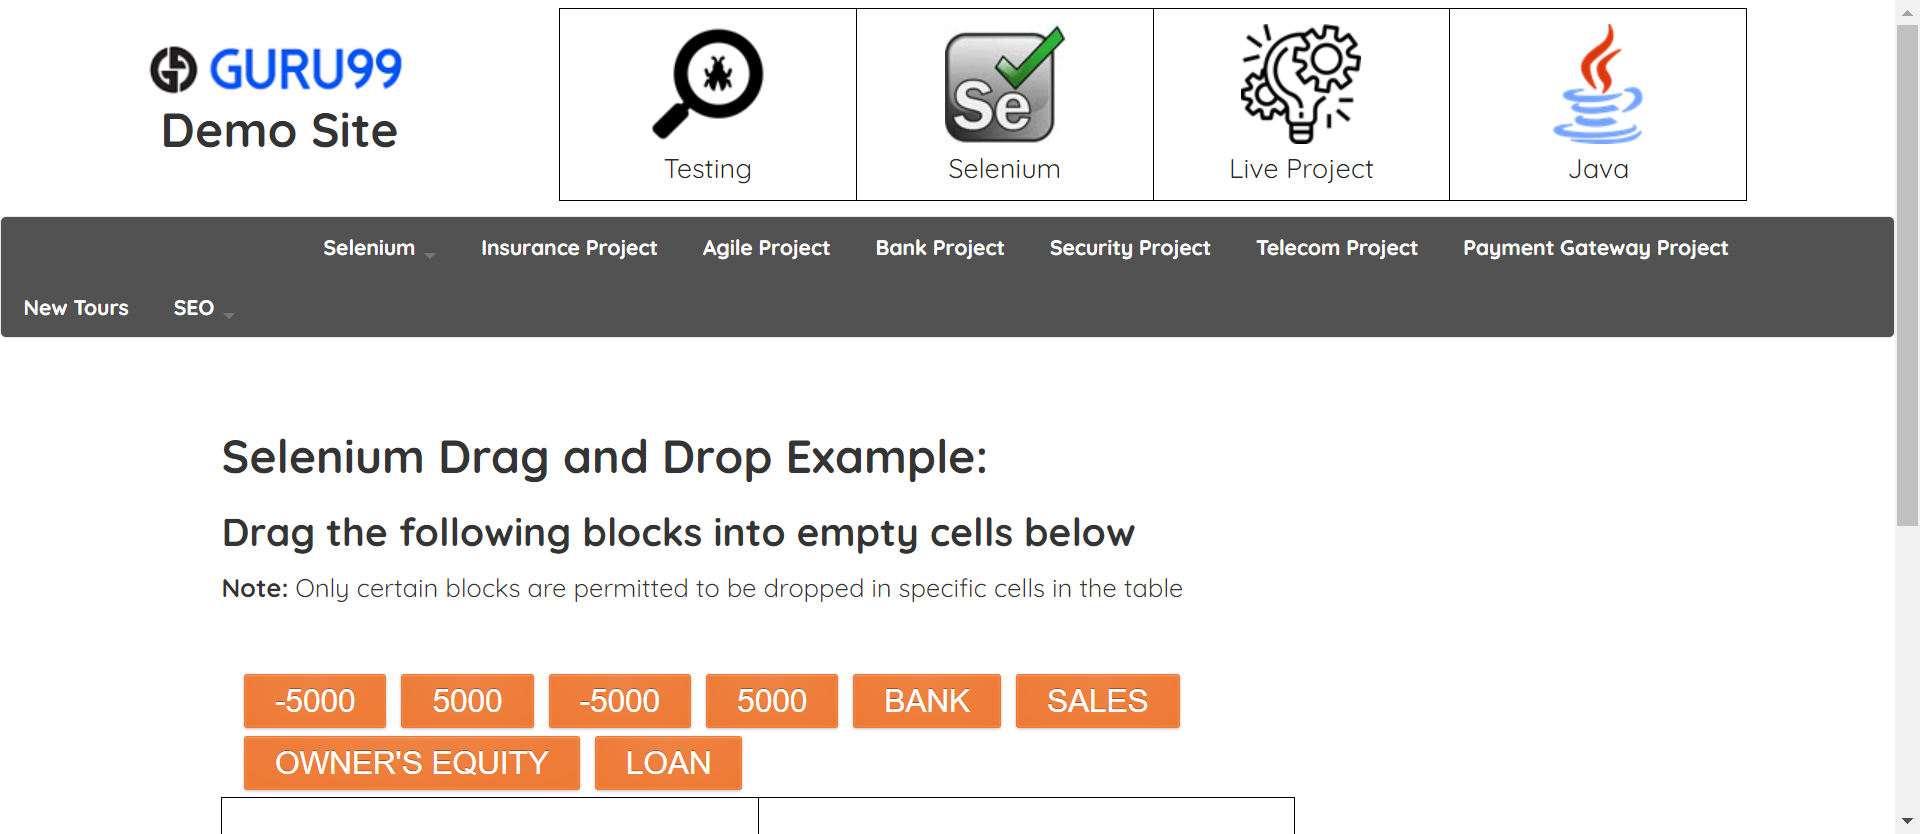 GURU99
Demo Site
Testing
Se
Selenium
Live Project
Java
Selenium Insurance Project Agile Project Bank Project Security Project Telecom Project Payment Gateway Project
New Tours SEO
Selenium Drag and Drop Example:
Drag the following blocks into empty cells below
Note: Only certain blocks are permitted to be dropped in specific cells in the table
-5000 5000 -5000 5000 BANK SALES
OWNER'S EQUITY LOAN